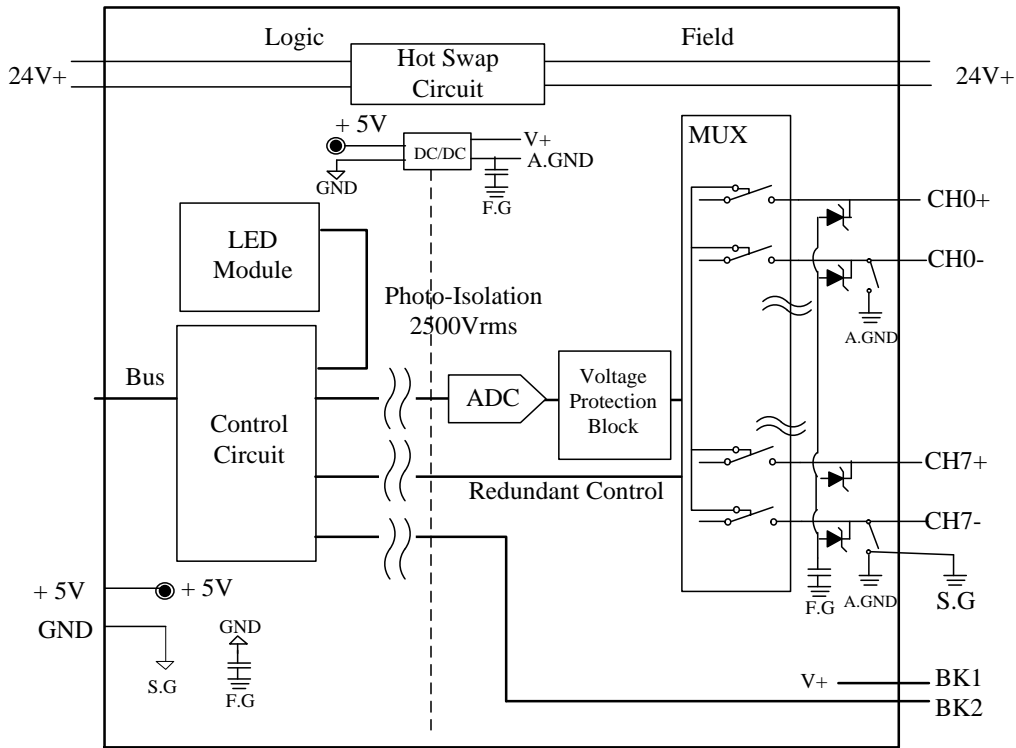 Logic
Field
Hot Swap
Circuit
24V+
24V+
+ 5V
DC/DC
V+
A.GND
GND
F.G
MUX
CH0+
LED
Module
CH0-
Photo-Isolation
2500Vrms
A.GND
Bus
Control
Circuit
ADC
Voltage
Protection
Block
CH7+
Redundant Control
CH7-
+ 5V
+ 5V
F.G
A.GND
S.G
GND
GND
S.G
F.G
V+
BK1
BK2